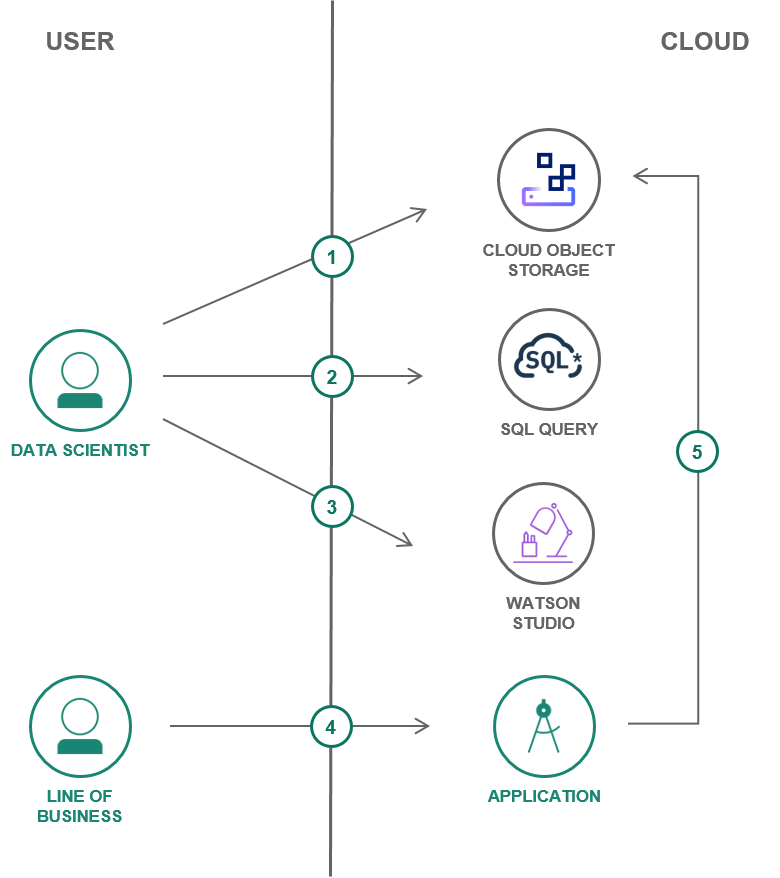 USER
CLOUD
CLOUD OBJECT
STORAGE
1
SQL*
2
SQL QUERY
DATA SCIENTIST
5
3
WATSON
STUDIO
4
LINE OF
BUSINESS
APPLICATION